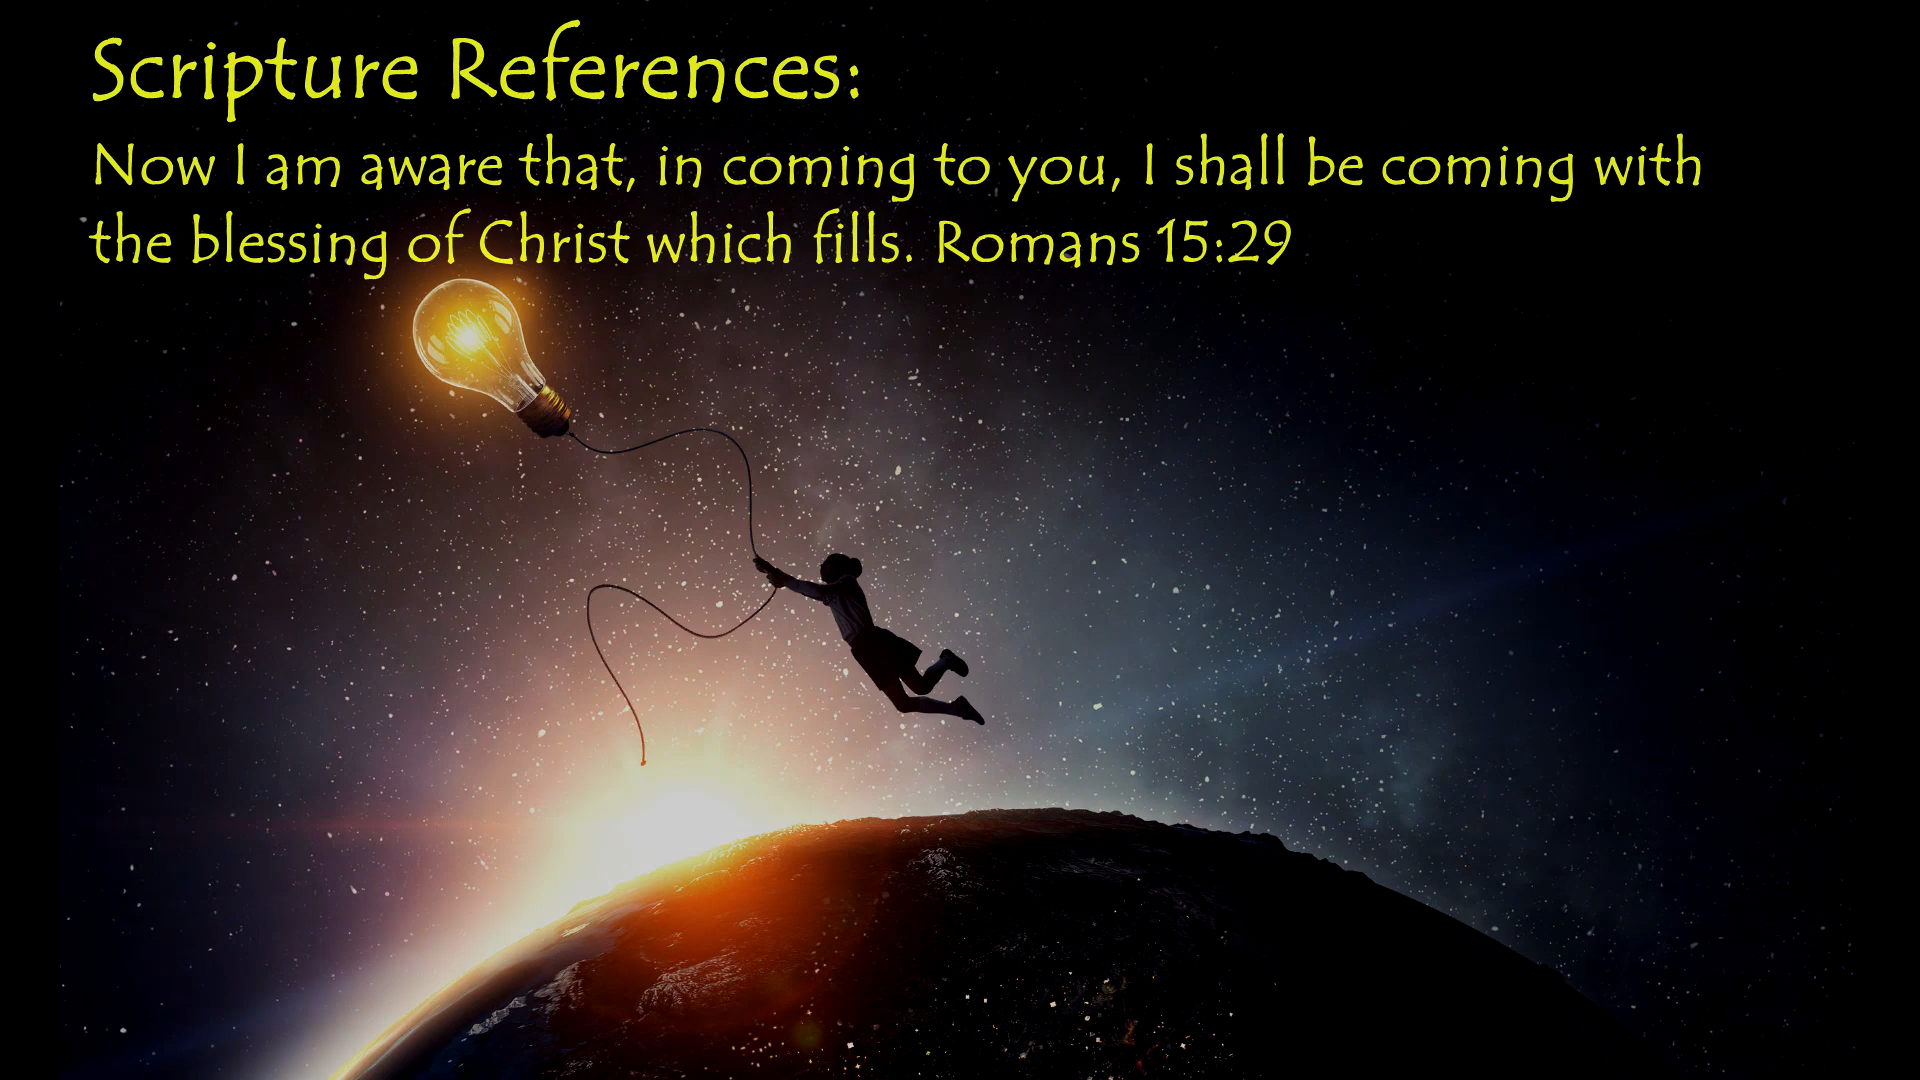 Scripture References:
Now I am aware that, in coming to you, I shall be coming with
the blessing of Christ which fills. Romans 15:29